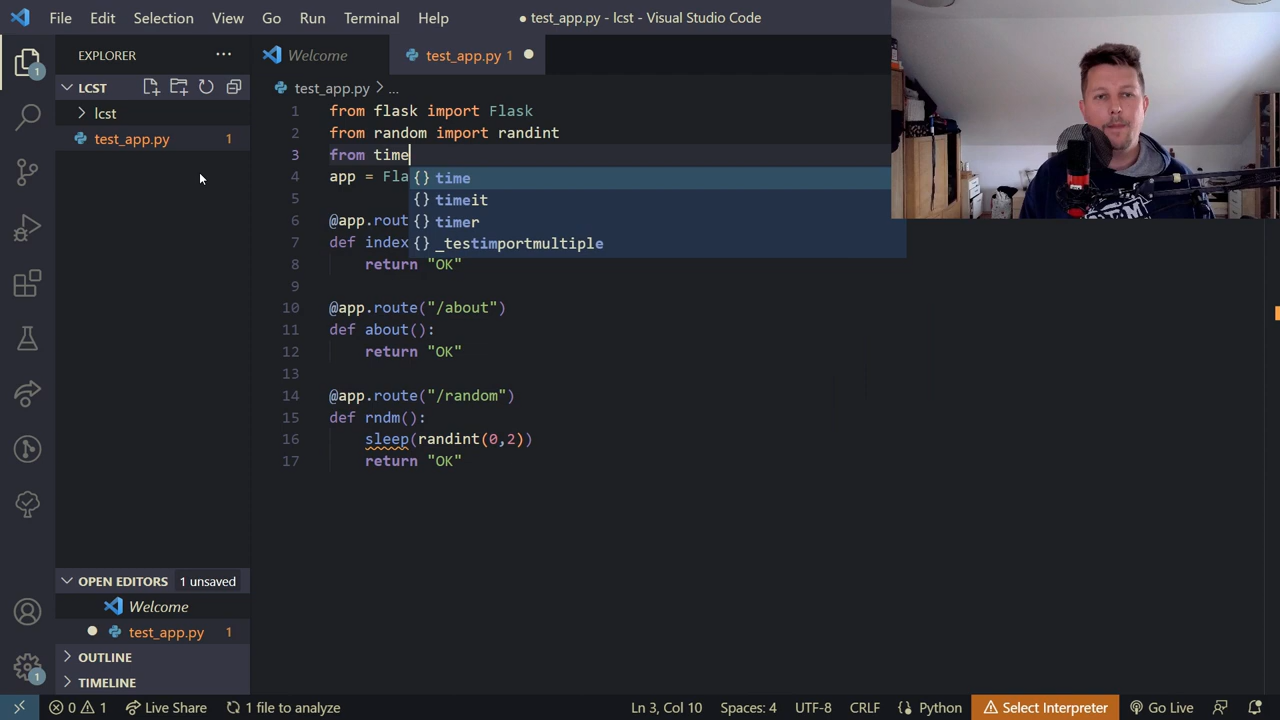 File Edit Selection View Go Run Terminal Help
● test_app.py - lcst - Visual Studio Code
EXPLORER ···
Welcome
test_app.py 1
LCST
test_app.py > ...
lcst
test_app.py 1
1 from flask import Flask
2 from random import randint
3 from time
4 app = Fla
5
6 @app.rout
7 def index
8 return "OK"
9
10 @app.route("/about")
11 def about():
12 return "OK"
13
14 @app.route("/random")
15 def rndm():
16 sleep(randint(0,2))
17 return "OK"
{} time
{} timeit
{} timer
{} _testimportmultiple
1
OPEN EDITORS 1 unsaved
Welcome
test_app.py 1
OUTLINE
TIMELINE
1
0 1 Live Share 1 file to analyze Ln 3, Col 10 Spaces: 4 UTF-8 CRLF {} Python Select Interpreter Go Live